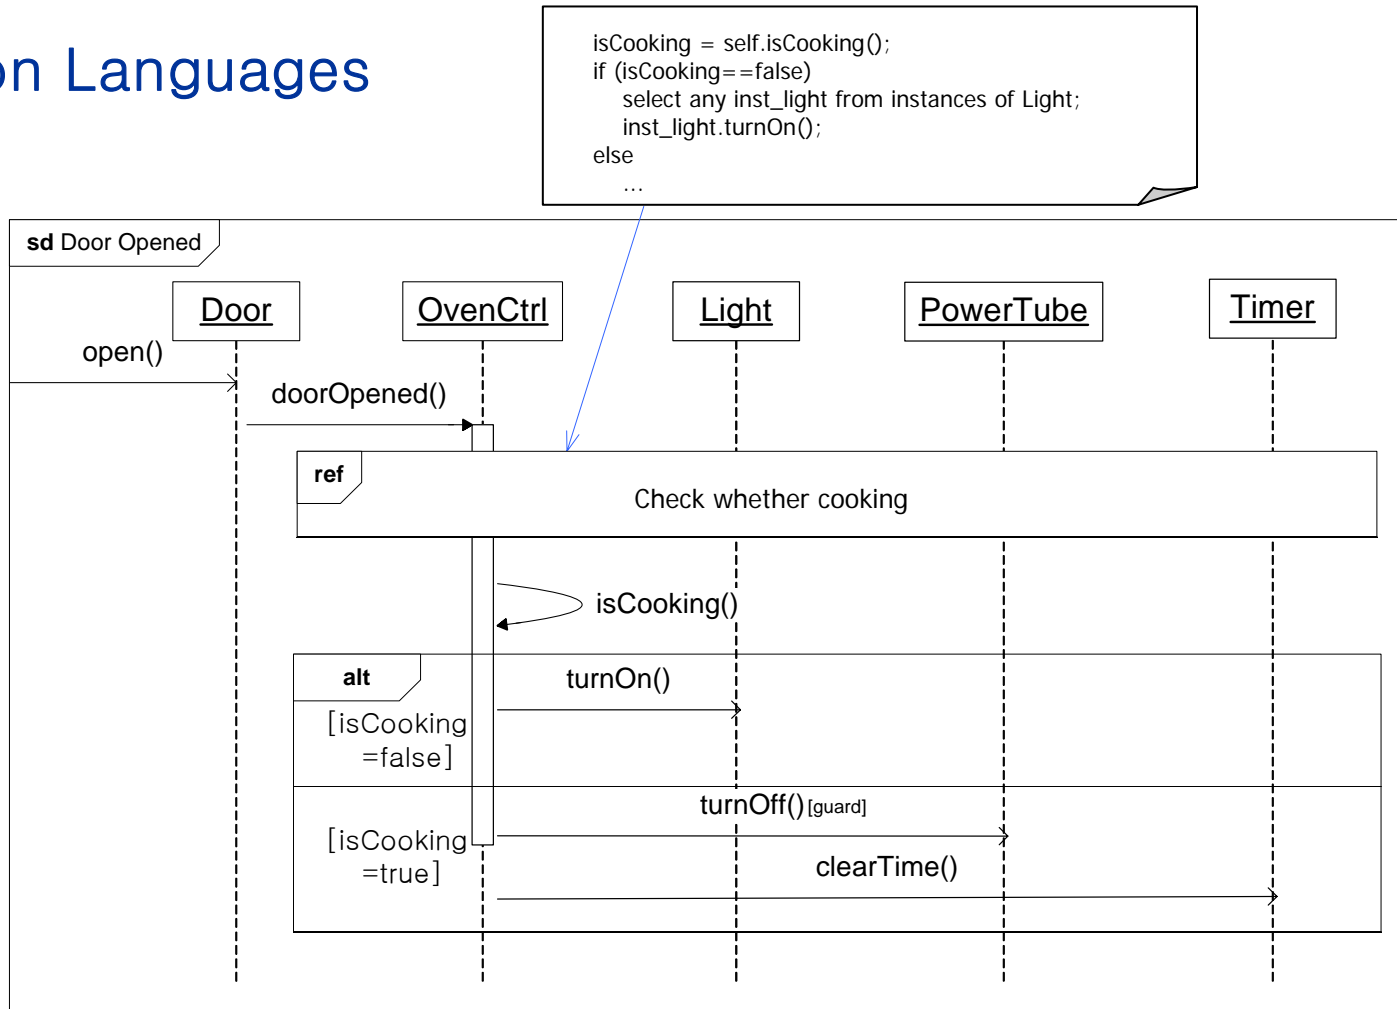 on Languages
isCooking = self.isCooking();
if (isCooking==false)
select any inst_light from instances of Light;
inst_light.turnOn();
else
...
sd Door Opened
Door
OvenCtrl
Light
PowerTube
Timer
open()
doorOpened()
ref
Check whether cooking
isCooking()
alt
turnOn()
[isCooking
=false]
turnOff()[guard]
[isCooking
=true]
clearTime()